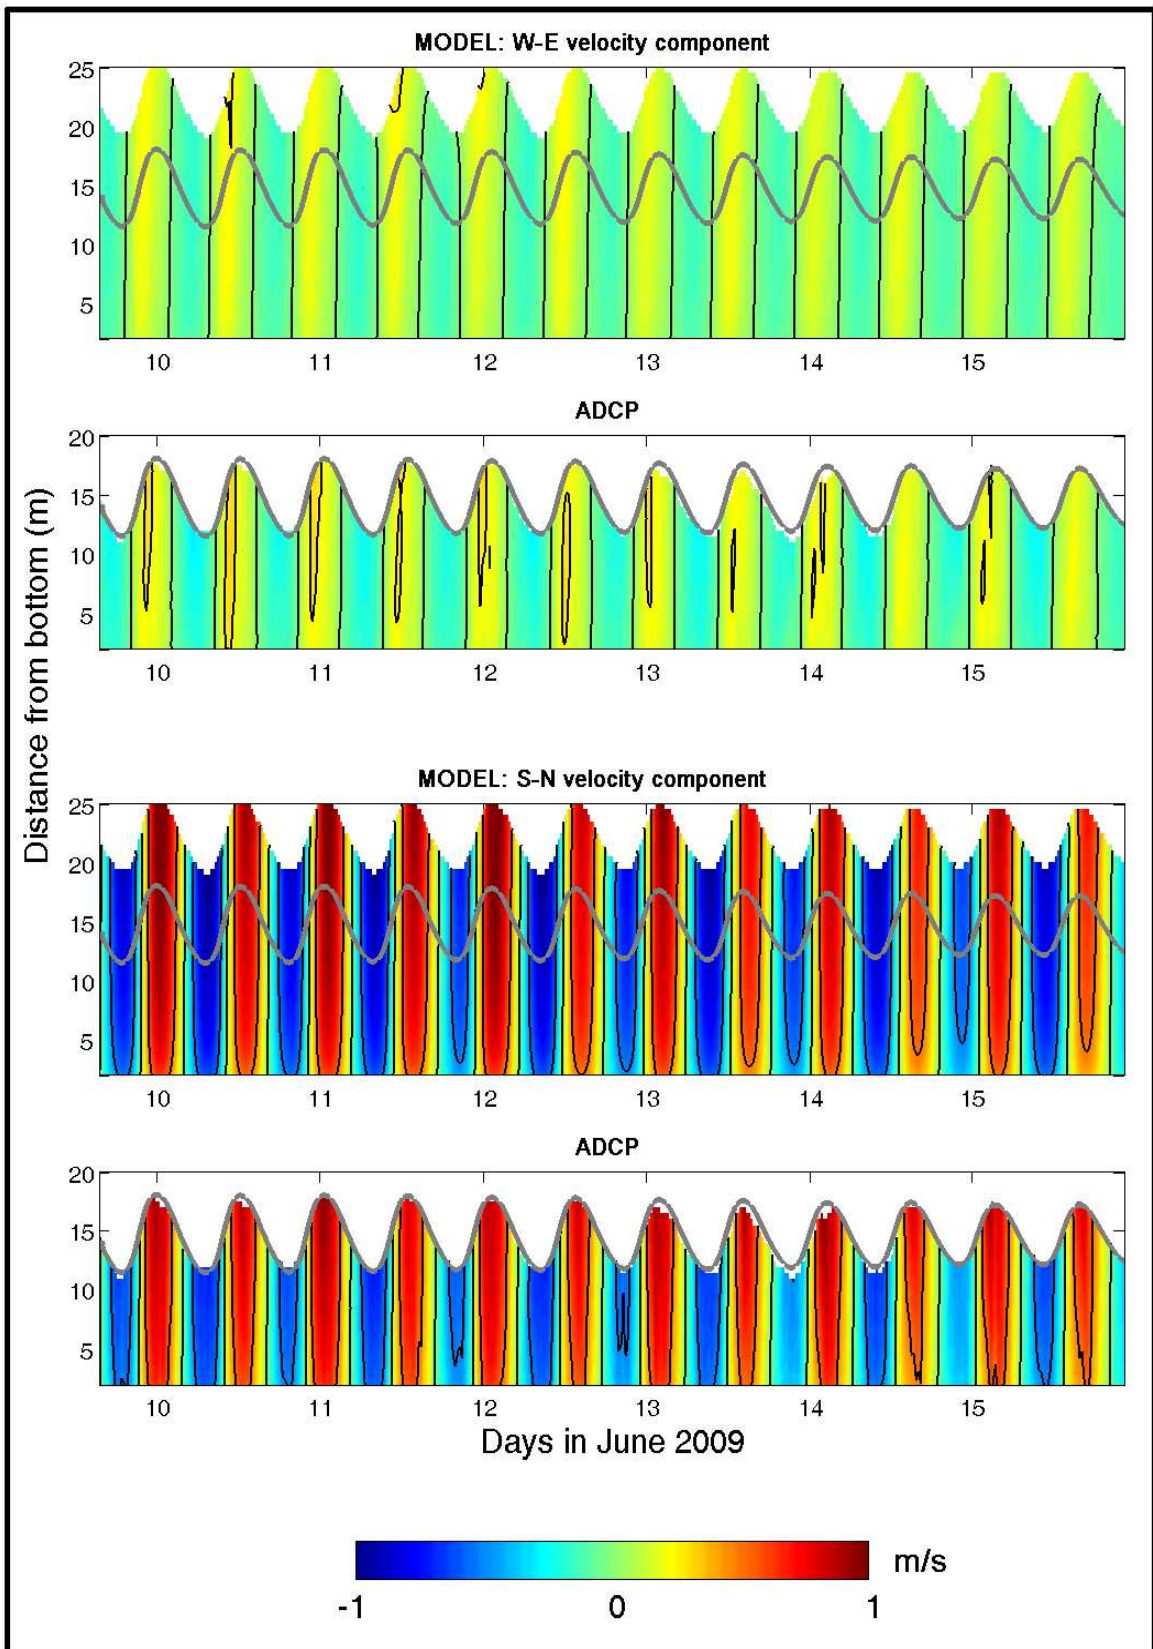 MODEL: W-E velocity component
25
20
15
10
5
10 11 12 13 14 15
ADCP
20
15
10
5
10 11 12 13 14 15
Distance from bottom (m)
MODEL: S-N velocity component
25
20
15
10
5
10 11 12 13 14 15
ADCP
20
15
10
5
10 11 12 13 14 15
Days in June 2009
m/s
-1 0 1